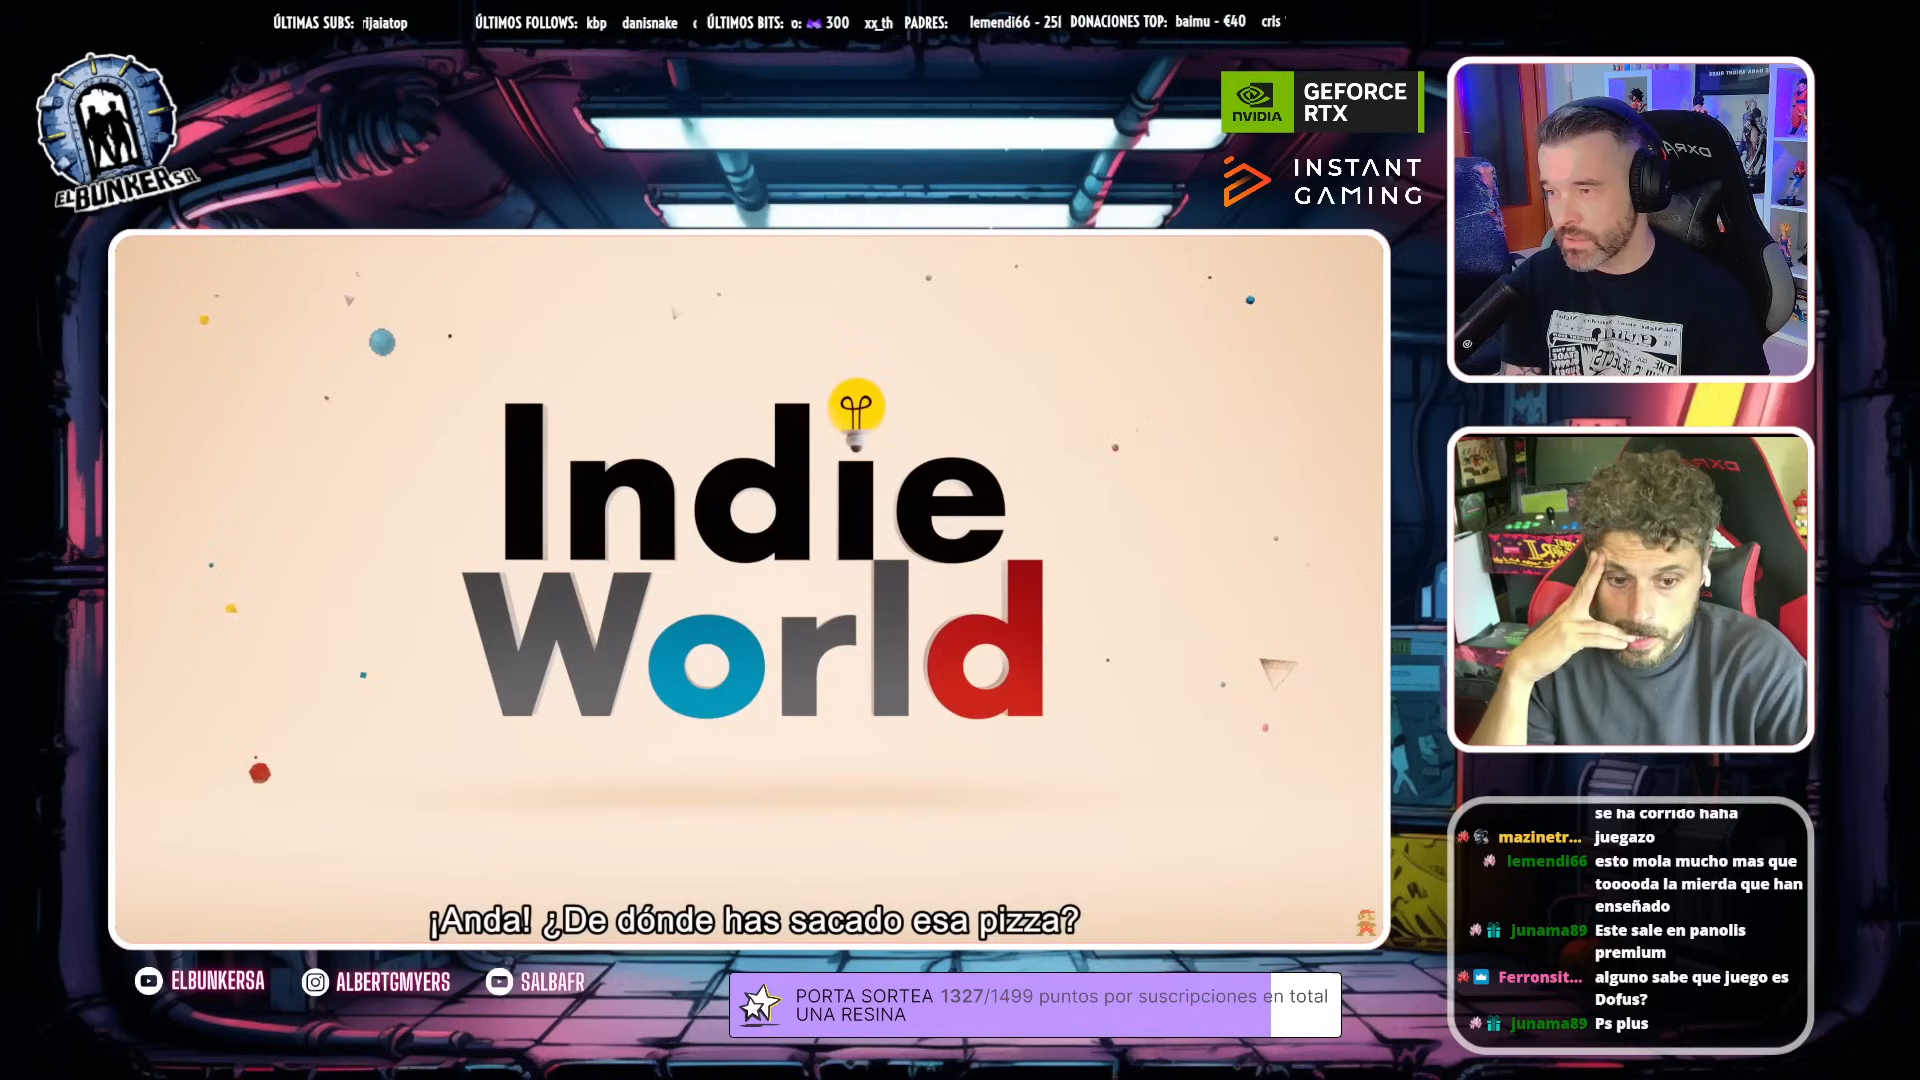 ÚLTIMAS SUBS: rijaiatop
ÚLTIMOS FOLLOWS: kbp danisnake
ÚLTIMOS BITS: o: 300 xx_th
PADRES: lemendi66 - 251
DONACIONES TOP: baimu - €40 cris
EL BUNKER S.A.
NVIDIA
GEFORCE
RTX
INSTANT
GAMING
DXRA
Indie
World
¡Anda! ¿De dónde has sacado esa pizza?
ELBUNKERSA
ALBERTGMYERS
SALBAFR
PORTA SORTEA 1327/1499 puntos por suscripciones en total
UNA RESINA
se ha corrido haha
mazinetr... juegazo
lemendi66 esto mola mucho mas que
tooooda la mierda que han
enseñado
junama89 Este sale en panolis
premium
Ferronsit... alguno sabe que juego es
Dofus?
junama89 Ps plus